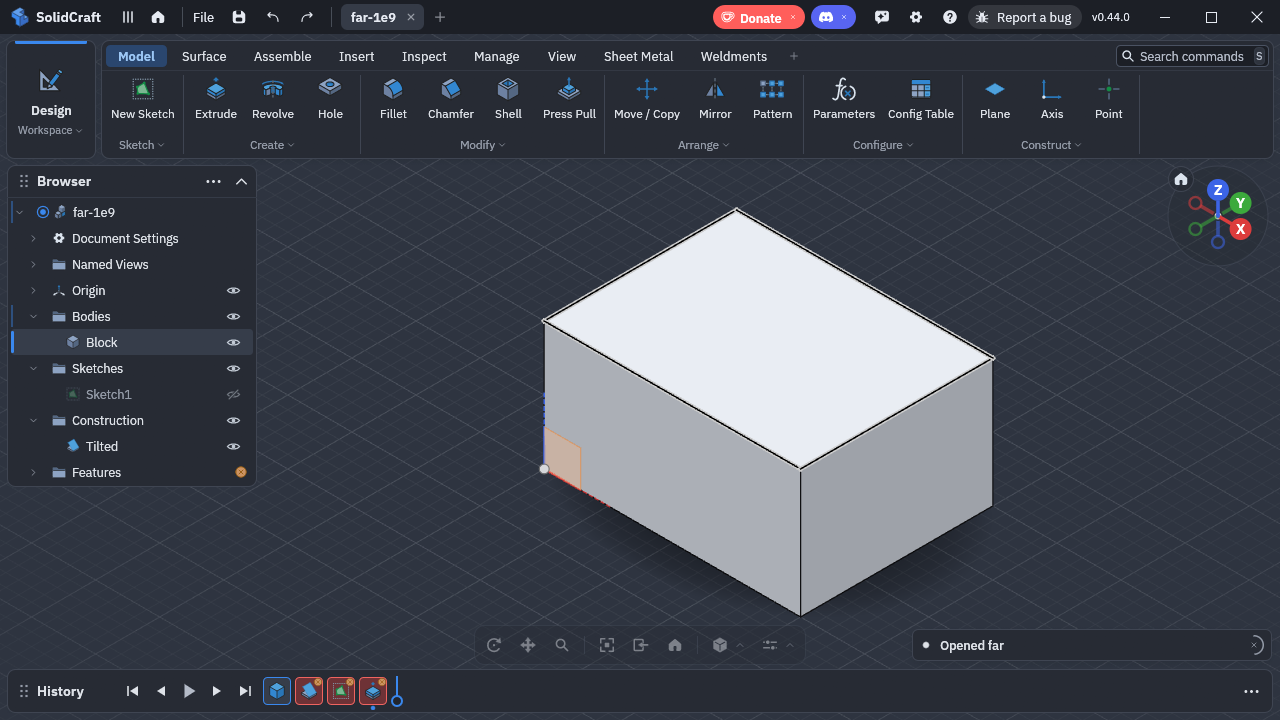 SolidCraft
File
far-1e9
Donate
Report a bug
v0.44.0
Design
Workspace
Model
Surface
Assemble
Insert
Inspect
Manage
View
Sheet Metal
Weldments
Search commands
S
New Sketch
Extrude
Revolve
Hole
Fillet
Chamfer
Shell
Press Pull
Move / Copy
Mirror
Pattern
Parameters
Config Table
Plane
Axis
Point
Sketch
Create
Modify
Arrange
Configure
Construct
Browser
far-1e9
Document Settings
Named Views
Origin
Bodies
Block
Sketches
Sketch1
Construction
Tilted
Features
Z
Y
X
Opened far
History